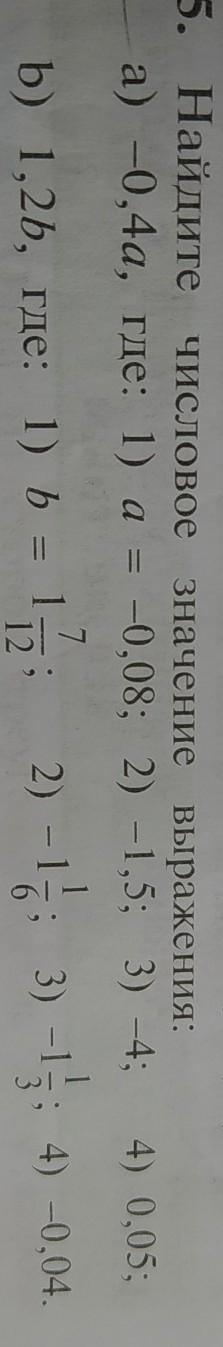 5. Найдите числовое значение выражения:
a) –0,4a, где: 1) a = –0,08; 2) –1,5; 3) –4; 4) 0,05;
b) 1,2b, где: 1) b = 1 7/12; 2) –1 1/6; 3) –1 1/3; 4) –0,04.